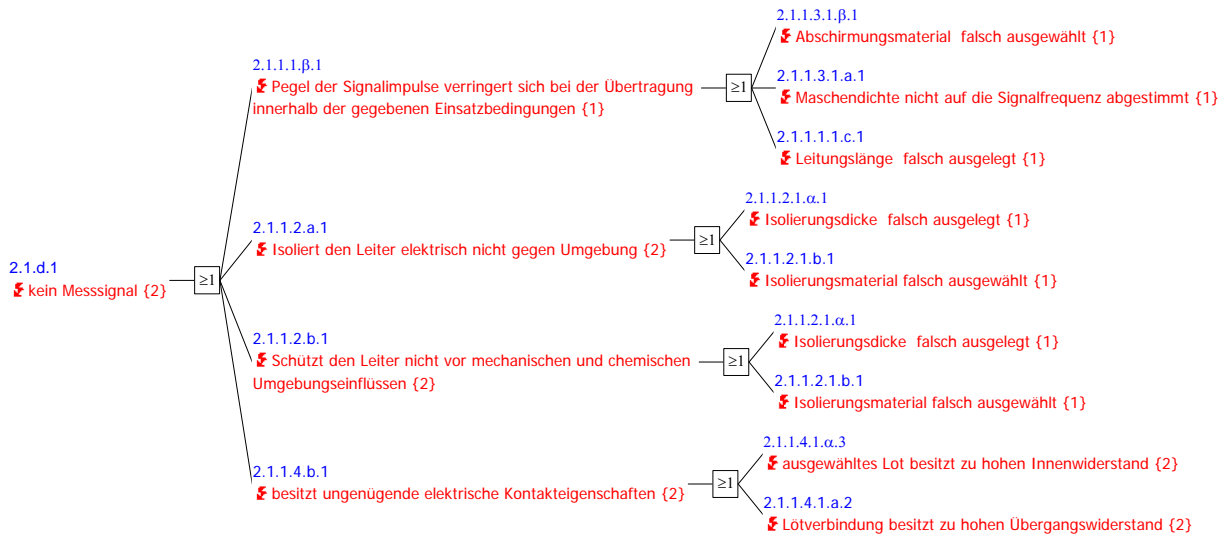 2.1.d.1
kein Messsignal {2}
≥1
2.1.1.1.β.1
Pegel der Signalimpulse verringert sich bei der Übertragung
innerhalb der gegebenen Einsatzbedingungen {1}
≥1
2.1.1.3.1.β.1
Abschirmungsmaterial falsch ausgewählt {1}
2.1.1.3.1.a.1
Maschendichte nicht auf die Signalfrequenz abgestimmt {1}
2.1.1.1.1.c.1
Leitungslänge falsch ausgelegt {1}
2.1.1.2.a.1
Isoliert den Leiter elektrisch nicht gegen Umgebung {2}
≥1
2.1.1.2.1.α.1
Isolierungsdicke falsch ausgelegt {1}
2.1.1.2.1.b.1
Isolierungsmaterial falsch ausgewählt {1}
2.1.1.2.b.1
Schützt den Leiter nicht vor mechanischen und chemischen
Umgebungseinflüssen {2}
≥1
2.1.1.2.1.α.1
Isolierungsdicke falsch ausgelegt {1}
2.1.1.2.1.b.1
Isolierungsmaterial falsch ausgewählt {1}
2.1.1.4.b.1
besitzt ungenügende elektrische Kontakteigenschaften {2}
≥1
2.1.1.4.1.α.3
ausgewähltes Lot besitzt zu hohen Innenwiderstand {2}
2.1.1.4.1.a.2
Lötverbindung besitzt zu hohen Übergangswiderstand {2}